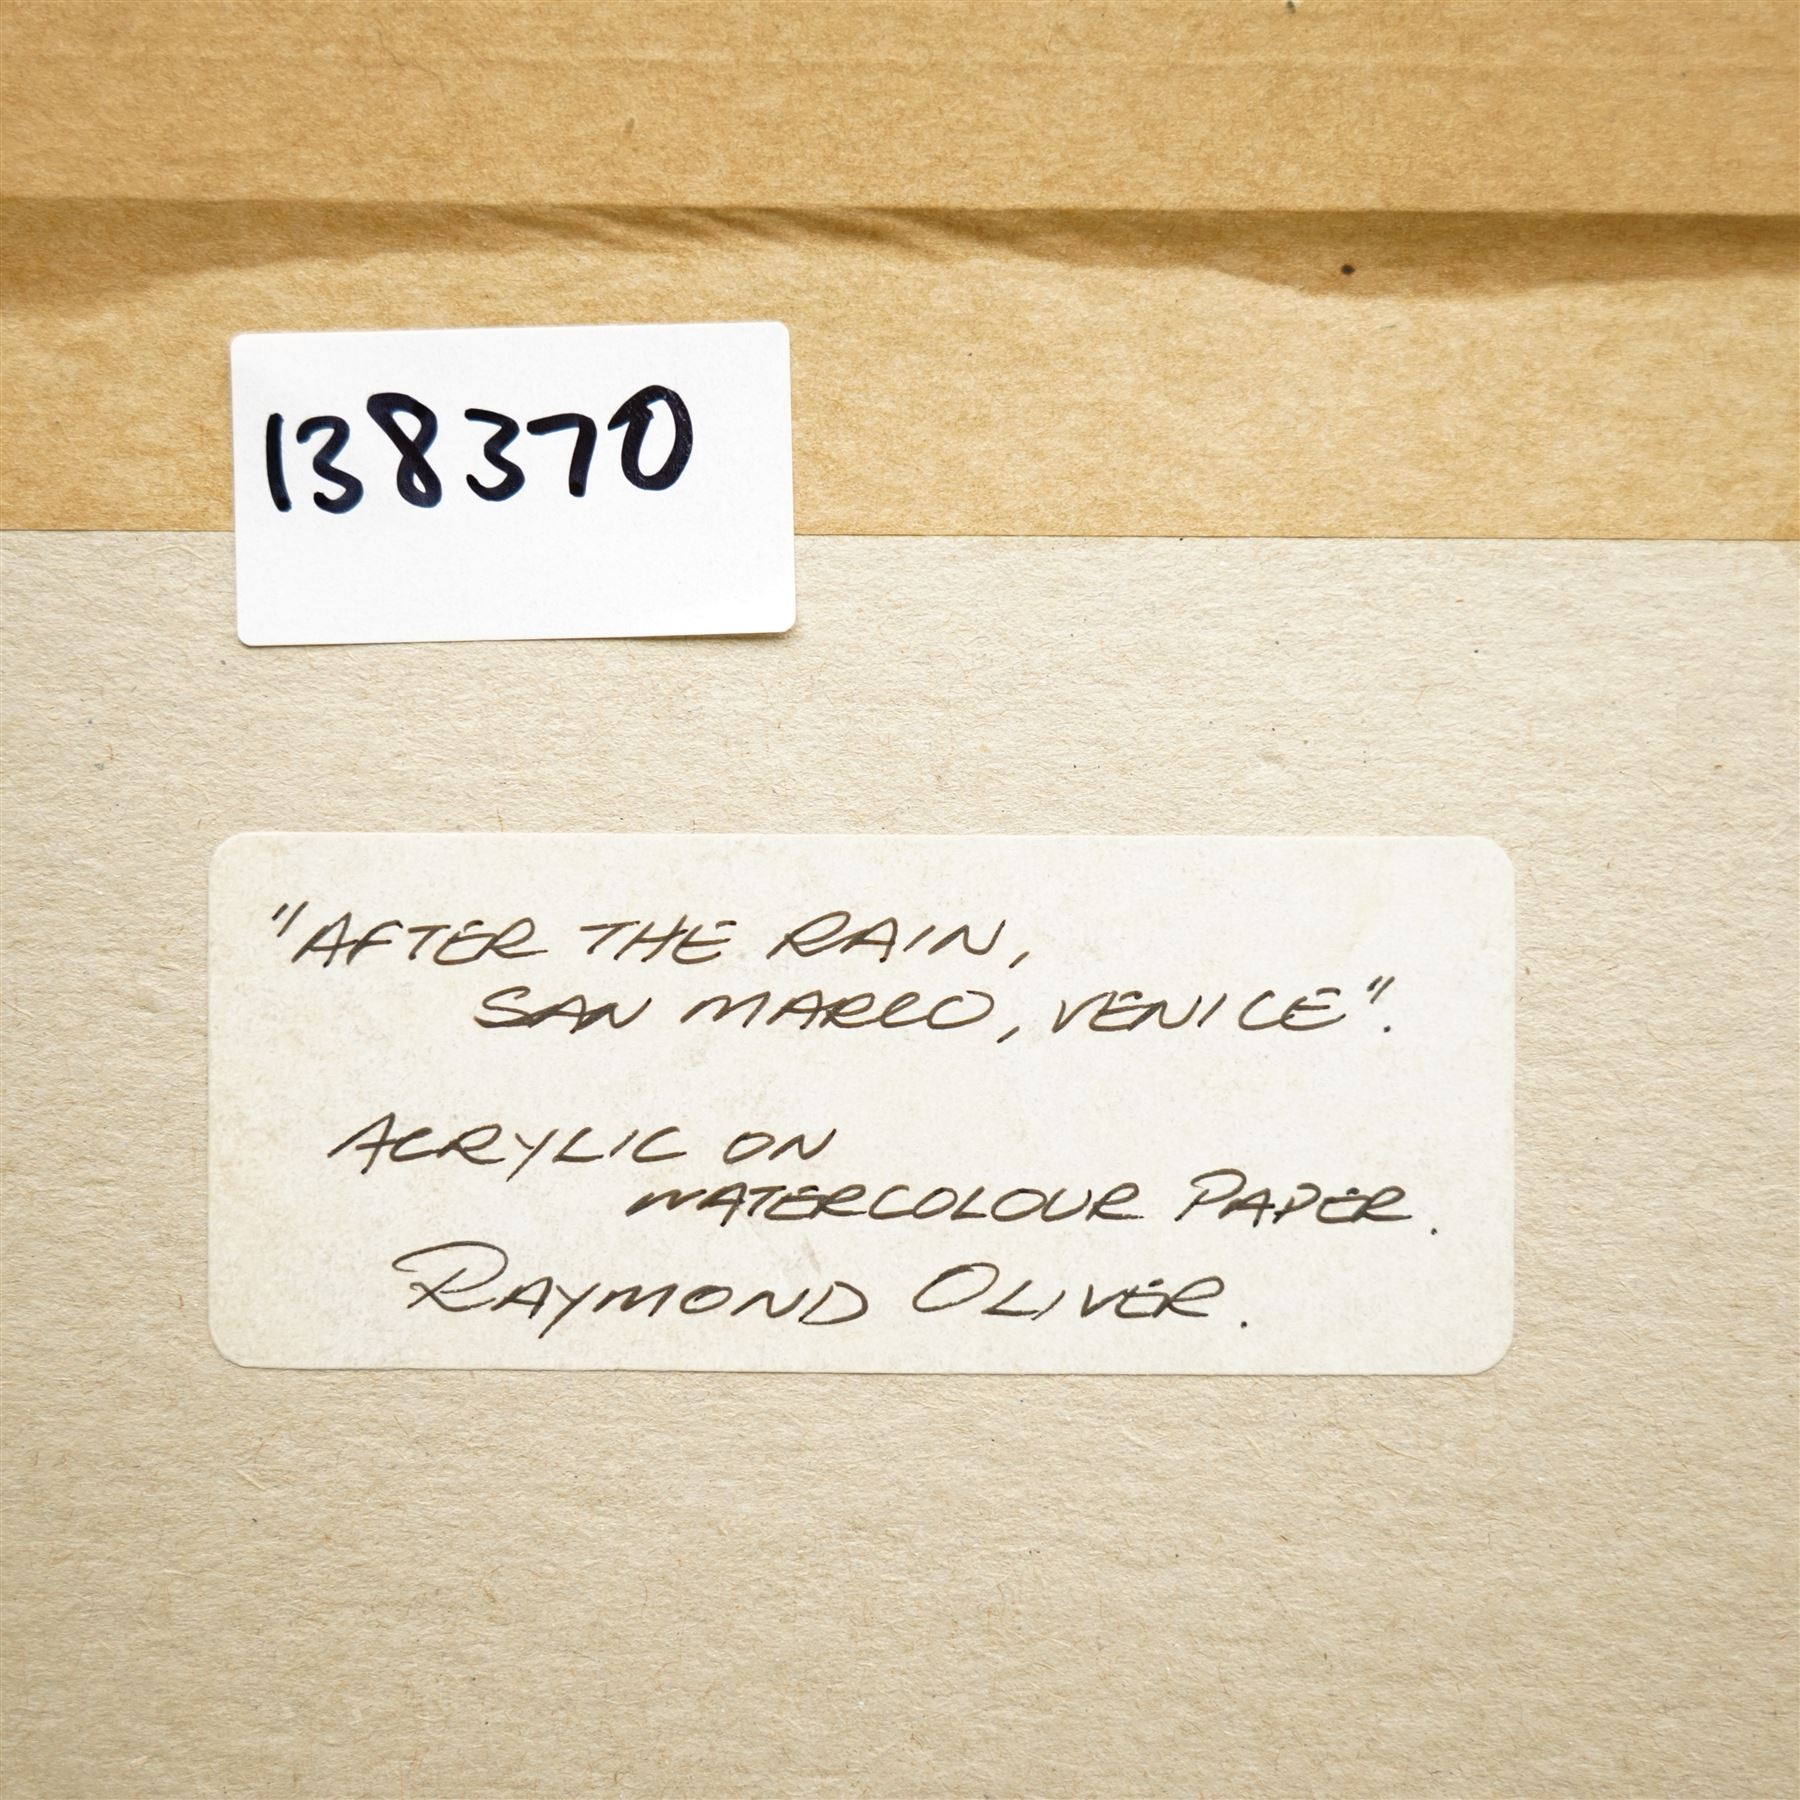 138370
"AFTER THE RAIN,
SAN MARCO, VENICE".
ACRYLIC ON
WATERCOLOUR PAPER.
RAYMOND OLIVER.